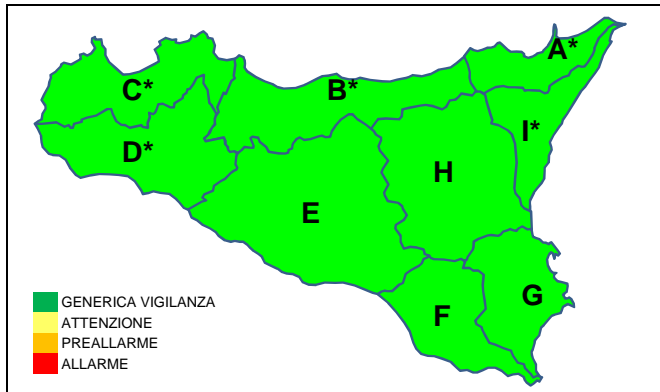 A*
C*
B*
I*
D*
H
E
G
F
GENERICA VIGILANZA
ATTENZIONE
PREALLARME
ALLARME